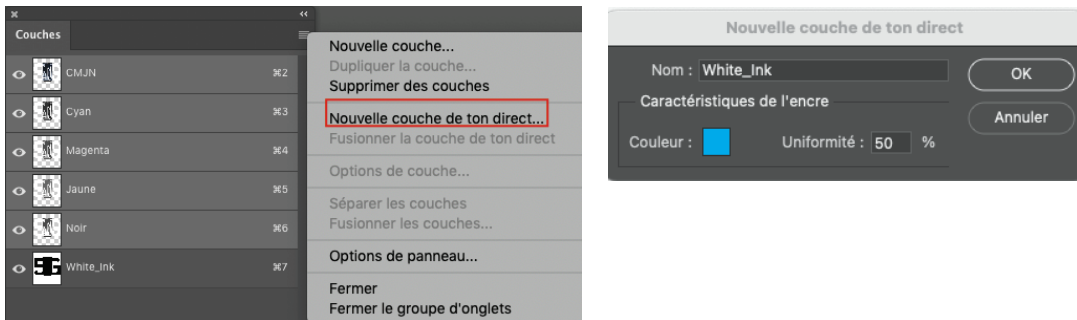 Couches
CMJN ⌘2
Cyan ⌘3
Magenta ⌘4
Jaune ⌘5
Noir ⌘6
White_Ink ⌘7
Nouvelle couche...
Dupliquer la couche...
Supprimer des couches
Nouvelle couche de ton direct...
Fusionner la couche de ton direct
Options de couche...
Séparer les couches
Fusionner les couches...
Options de panneau...
Fermer
Fermer le groupe d'onglets
Nouvelle couche de ton direct
Nom : White_Ink
OK
Caractéristiques de l'encre
Annuler
Couleur : Uniformité : 50 %